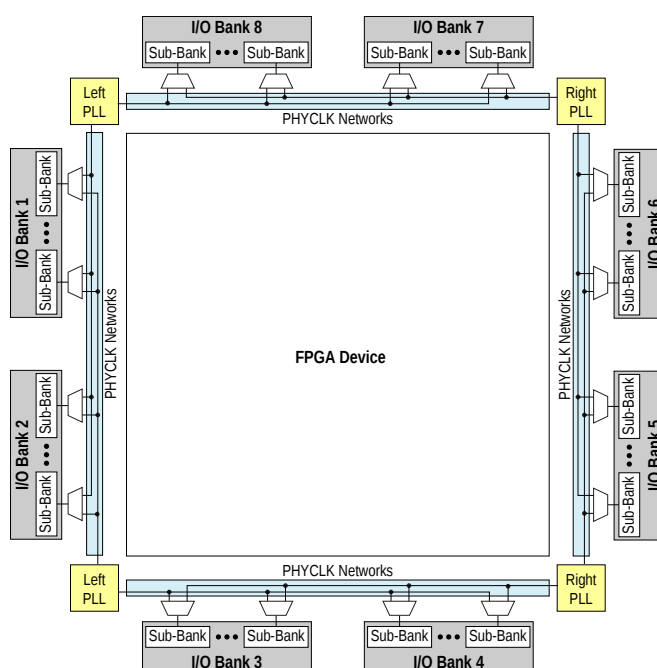 I/O Bank 8
I/O Bank 7
Sub-Bank ••• Sub-Bank
Sub-Bank ••• Sub-Bank
Left
PLL
Right
PLL
PHYCLK Networks
I/O Bank 1
Sub-Bank ••• Sub-Bank
PHYCLK Networks
I/O Bank 2
Sub-Bank ••• Sub-Bank
FPGA Device
PHYCLK Networks
Sub-Bank ••• Sub-Bank
I/O Bank 6
Sub-Bank ••• Sub-Bank
I/O Bank 5
Left
PLL
PHYCLK Networks
Right
PLL
Sub-Bank ••• Sub-Bank
Sub-Bank ••• Sub-Bank
I/O Bank 3
I/O Bank 4